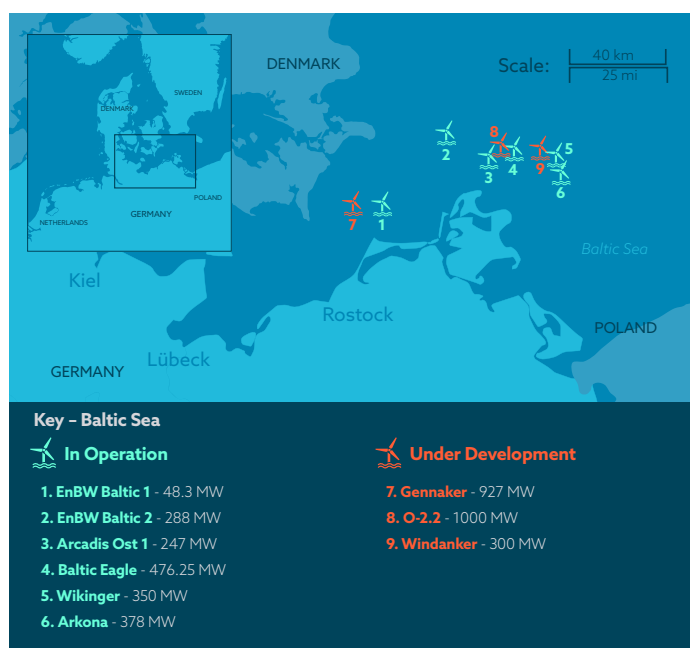 DENMARK
Scale:
40 km
25 mi
SWEDEN
DENMARK
POLAND
GERMANY
NETHERLANDS
8
2
3
4
9
5
6
7
1
Baltic Sea
Kiel
Rostock
POLAND
Lübeck
GERMANY
Key – Baltic Sea
In Operation
1. EnBW Baltic 1 - 48.3 MW
2. EnBW Baltic 2 - 288 MW
3. Arcadis Ost 1 - 247 MW
4. Baltic Eagle - 476.25 MW
5. Wikinger - 350 MW
6. Arkona - 378 MW
Under Development
7. Gennaker - 927 MW
8. O-2.2 - 1000 MW
9. Windanker - 300 MW